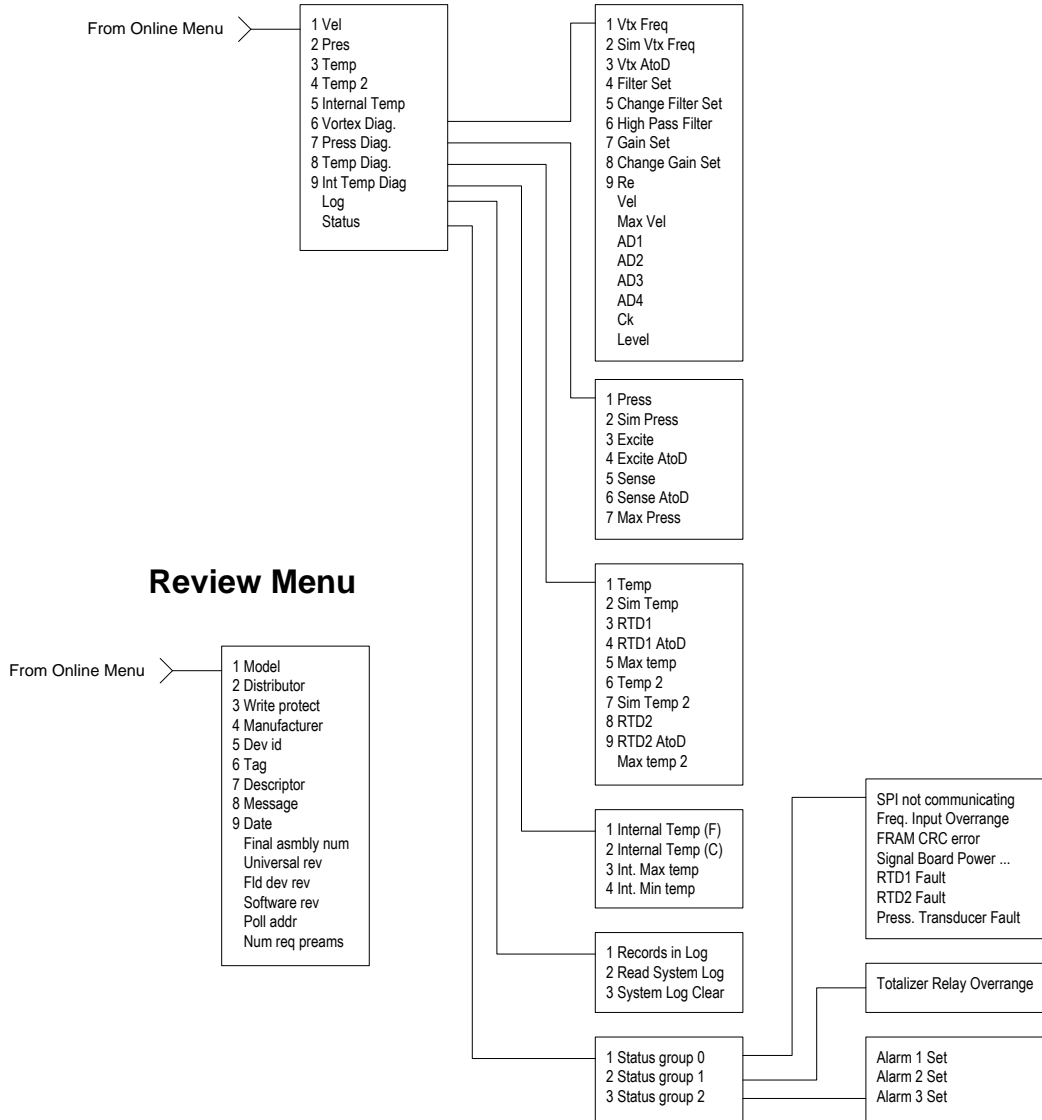 From Online Menu
1 Vel
2 Pres
3 Temp
4 Temp 2
5 Internal Temp
6 Vortex Diag.
7 Press Diag.
8 Temp Diag.
9 Int Temp Diag
Log
Status
1 Vtx Freq
2 Sim Vtx Freq
3 Vtx AtoD
4 Filter Set
5 Change Filter Set
6 High Pass Filter
7 Gain Set
8 Change Gain Set
9 Re
Vel
Max Vel
AD1
AD2
AD3
AD4
Ck
Level
1 Press
2 Sim Press
3 Excite
4 Excite AtoD
5 Sense
6 Sense AtoD
7 Max Press
1 Temp
2 Sim Temp
3 RTD1
4 RTD1 AtoD
5 Max temp
6 Temp 2
7 Sim Temp 2
8 RTD2
9 RTD2 AtoD
Max temp 2
1 Internal Temp (F)
2 Internal Temp (C)
3 Int. Max temp
4 Int. Min temp
1 Records in Log
2 Read System Log
3 System Log Clear
1 Status group 0
2 Status group 1
3 Status group 2
SPI not communicating
Freq. Input Overrange
FRAM CRC error
Signal Board Power ...
RTD1 Fault
RTD2 Fault
Press. Transducer Fault
Totalizer Relay Overrange
Alarm 1 Set
Alarm 2 Set
Alarm 3 Set
Review Menu
From Online Menu
1 Model
2 Distributor
3 Write protect
4 Manufacturer
5 Dev id
6 Tag
7 Descriptor
8 Message
9 Date
Final asmbly num
Universal rev
Fld dev rev
Software rev
Poll addr
Num req preams